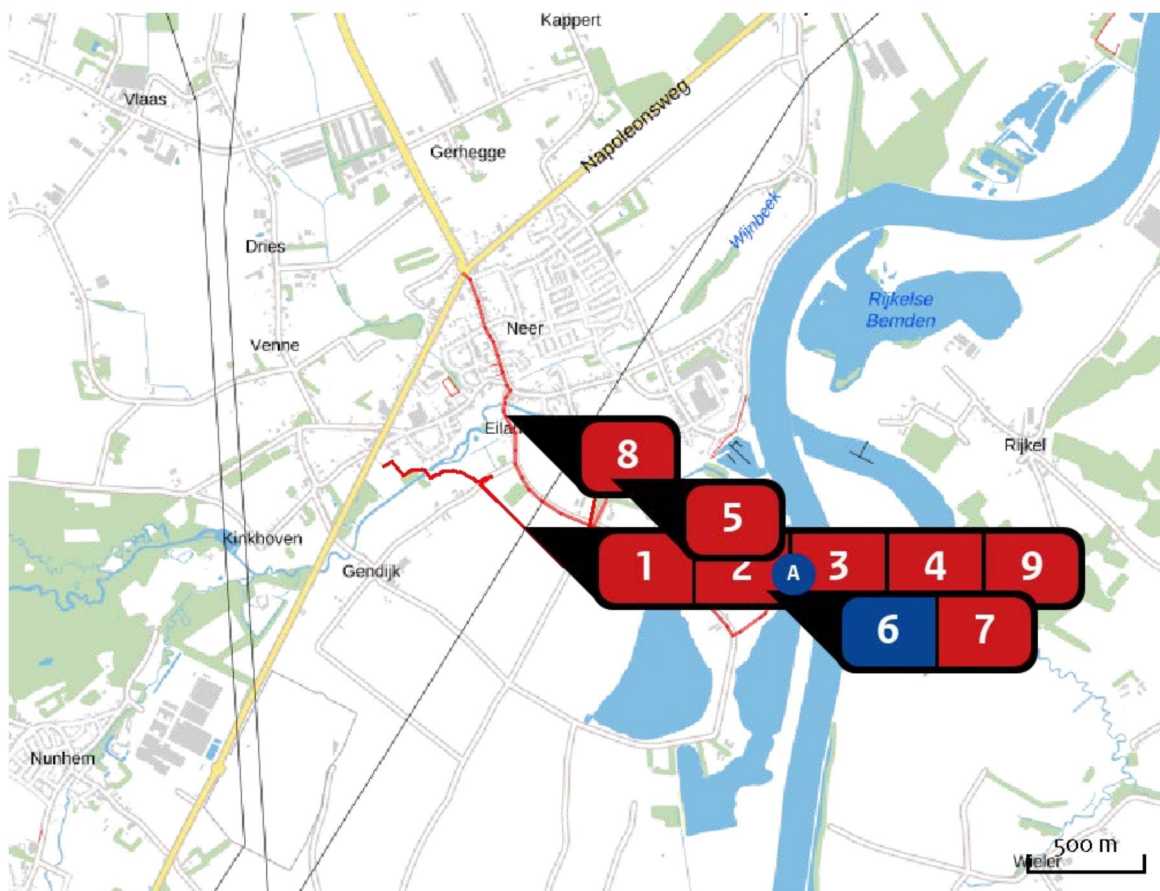 Kappert
Vlaas
Napoleonsweg
Gerhegge
Wijnbeek
Dries
Rijkelse
Bemden
Neer
Venne
8
Rijkel
5
Kinkhoven
Gendijk
1 2 A 3 4 9
6 7
Nunhem
500 m
Wieler